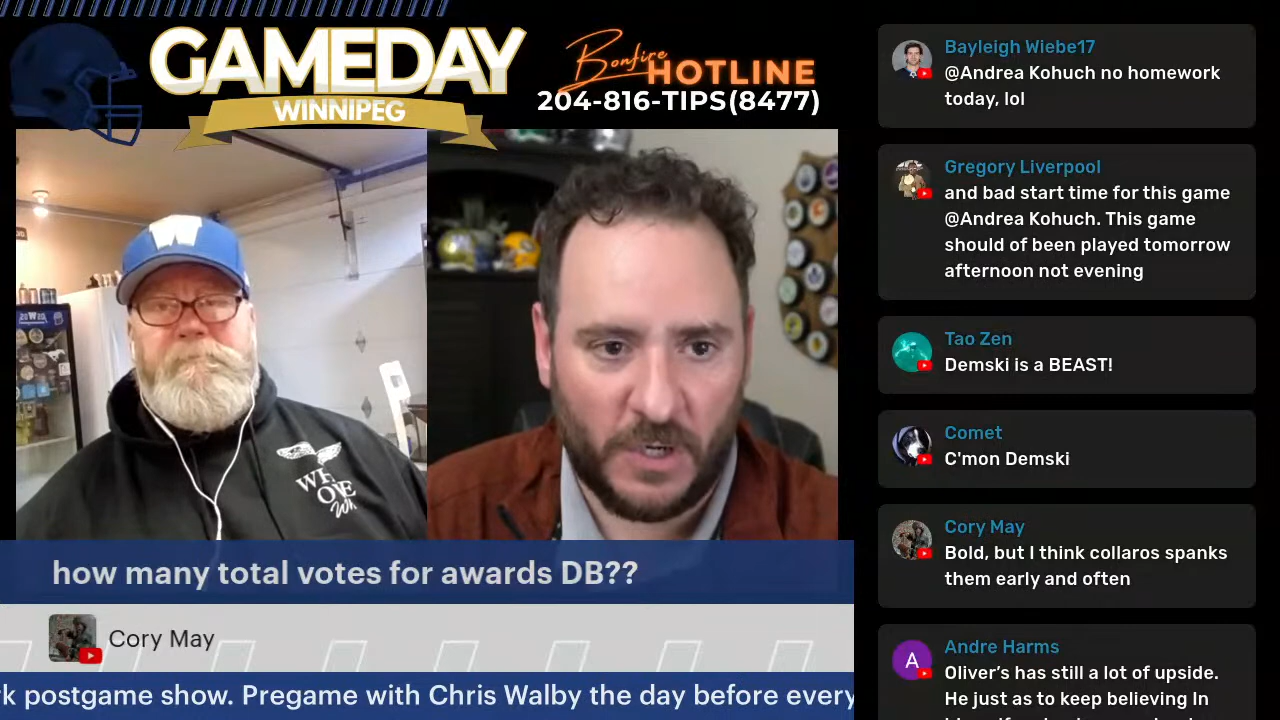 GAMEDAY
WINNIPEG
Bonfire
HOTLINE
204-816-TIPS(8477)
W
WH
how many total votes for awards DB??
Cory May
k postgame show. Pregame with Chris Walby the day before every
Bayleigh Wiebe17
@Andrea Kohuch no homework
today, lol
Gregory Liverpool
and bad start time for this game
@Andrea Kohuch. This game
should of been played tomorrow
afternoon not evening
Tao Zen
Demski is a BEAST!
Comet
C'mon Demski
Cory May
Bold, but I think collaros spanks
them early and often
A
Andre Harms
Oliver's has still a lot of upside.
He just as to keep believing In